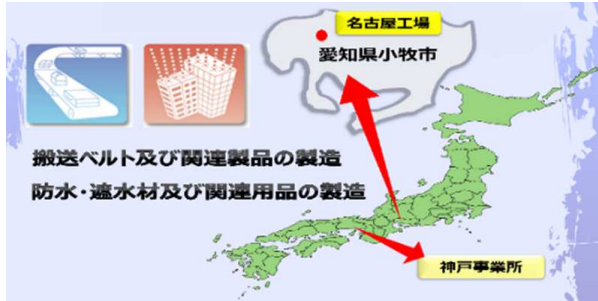 名古屋工場
愛知県小牧市
搬送ベルト及び関連製品の製造
防水・遮水材及び関連用品の製造
神戸事業所